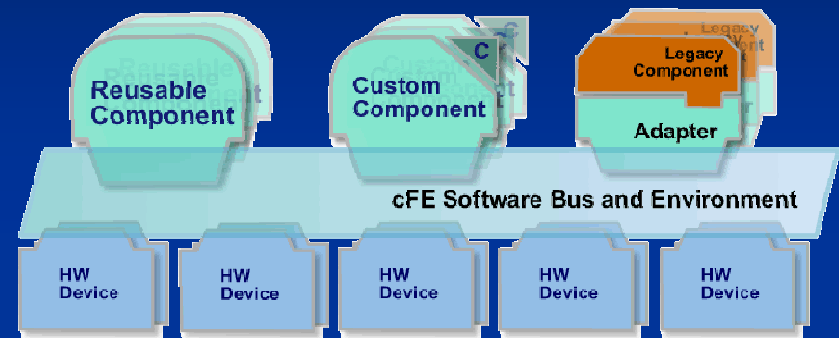 Reusable
Component
Custom
Component
C
Legacy
Component
Adapter
cFE Software Bus and Environment
HW
Device
HW
Device
HW
Device
HW
Device
HW
Device